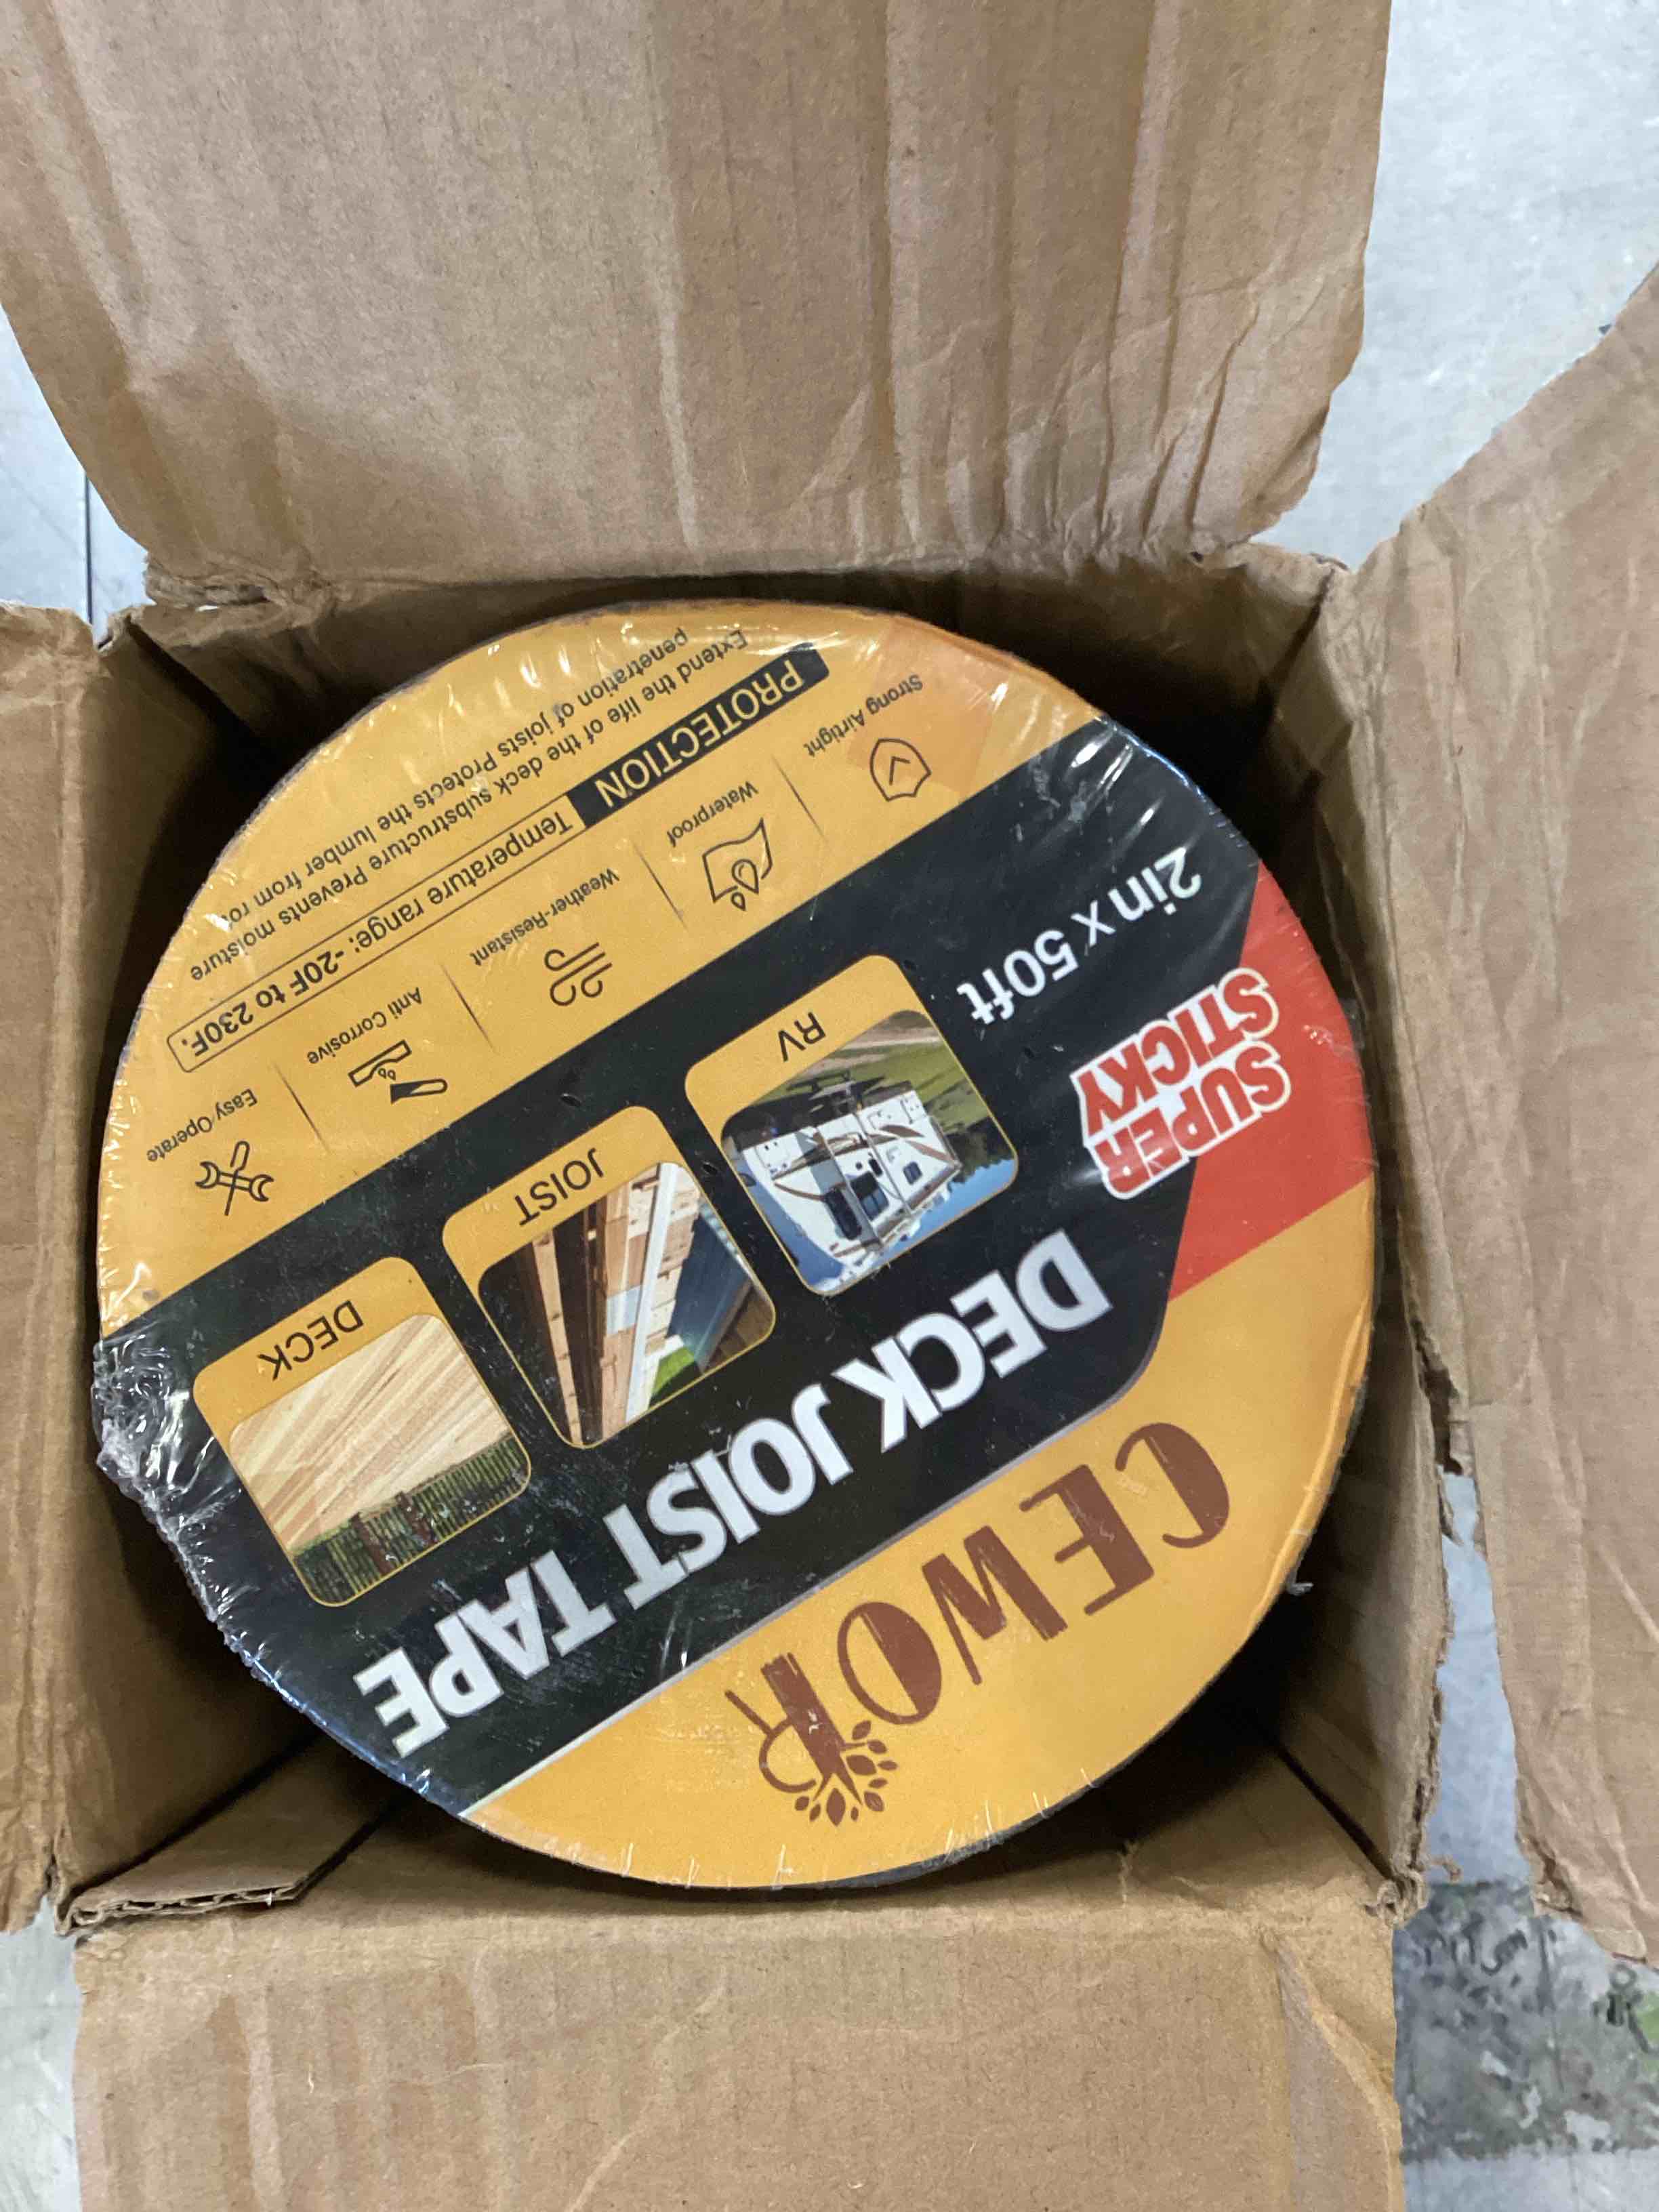 CEWOR
DECK JOIST TAPE
SUPER
STICKY
2in x 50ft
DECK
JOIST
RV
Easy Operate
Anti Corrosive
Weather-Resistant
Waterproof
Strong Airtight
PROTECTION
Temperature range: -20F to 230F.
Extend the life of the deck substructure Prevents moisture
penetration of joists Protects the lumber from